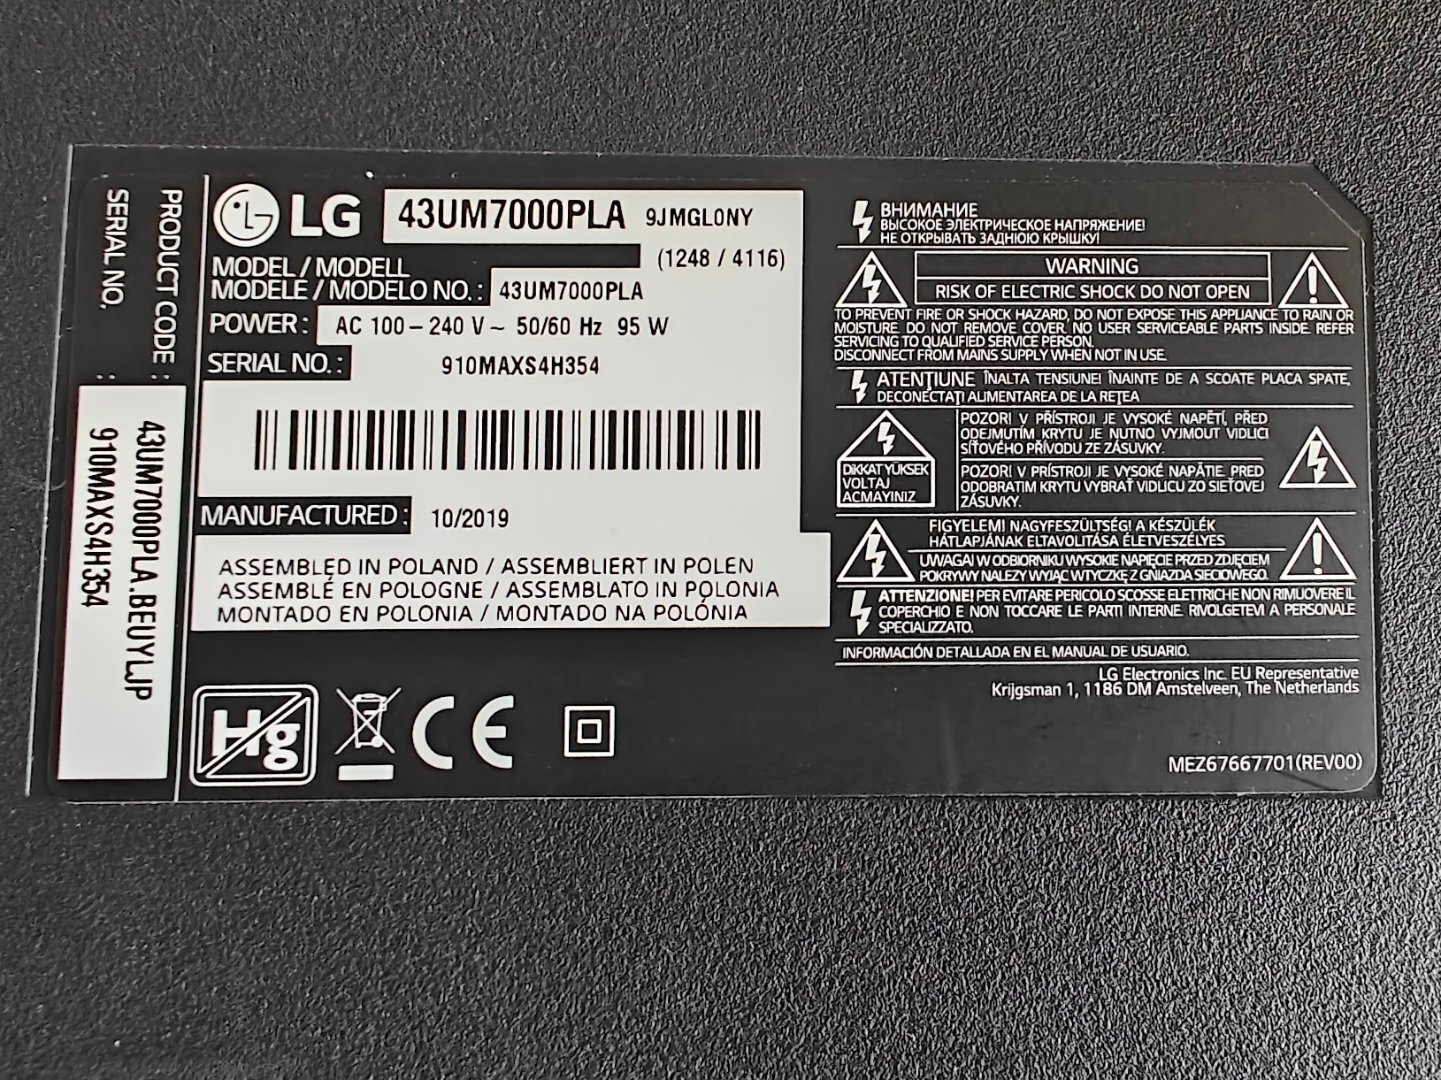 PRODUCT CODE :
SERIAL NO. :
43UM7000PLA.BEUYLJP
910MAXS4H354
LG 43UM7000PLA 9JMGL0NY
(1248 / 4116)
MODEL / MODELL
MODELE / MODELO NO. : 43UM7000PLA
POWER : AC 100 – 240 V ~ 50/60 Hz 95 W
SERIAL NO. : 910MAXS4H354
MANUFACTURED : 10/2019
ASSEMBLED IN POLAND / ASSEMBLIERT IN POLEN
ASSEMBLÉ EN POLOGNE / ASSEMBLATO IN POLONIA
MONTADO EN POLONIA / MONTADO NA POLÓNIA
Hg
CE
ВНИМАНИЕ
ВЫСОКОЕ ЭЛЕКТРИЧЕСКОЕ НАПРЯЖЕНИЕ!
НЕ ОТКРЫВАТЬ ЗАДНЮЮ КРЫШКУ!
WARNING
RISK OF ELECTRIC SHOCK DO NOT OPEN
TO PREVENT FIRE OR SHOCK HAZARD, DO NOT EXPOSE THIS APPLIANCE TO RAIN OR
MOISTURE. DO NOT REMOVE COVER. NO USER SERVICEABLE PARTS INSIDE. REFER
SERVICING TO QUALIFIED SERVICE PERSON.
DISCONNECT FROM MAINS SUPPLY WHEN NOT IN USE.
ATENŢIUNE ÎNALTA TENSIUNE! ÎNAINTE DE A SCOATE PLACA SPATE,
DECONECTAŢI ALIMENTAREA DE LA REŢEA
DIKKAT YÜKSEK
VOLTAJ
ACMAYINIZ
POZOR! V PŘÍSTROJI JE VYSOKÉ NAPĚTÍ, PŘED
ODEJMUTÍM KRYTU JE NUTNO VYJMOUT VIDLICI
SÍŤOVÉHO PŘÍVODU ZE ZÁSUVKY.
POZOR! V PRÍSTROJI JE VYSOKÉ NAPÄTIE. PRED
ODOBRATIM KRYTU VYBRAŤ VIDLICU ZO SIEŤOVEJ
ZÁSUVKY.
FIGYELEM! NAGYFESZÜLTSÉG! A KÉSZÜLÉK
HÁTLAPJÁNAK ELTAVOLÍTÁSA ÉLETVESZÉLYES
UWAGA! W ODBIORNIKU WYSOKIE NAPIĘCIE PRZED ZDJĘCIEM
POKRYWY NALEŻY WYJĄĆ WTYCZKĘ Z GNIAZDA SIECIOWEGO.
ATTENZIONE! PER EVITARE PERICOLO SCOSSE ELETTRICHE NON RIMUOVERE IL
COPERCHIO E NON TOCCARE LE PARTI INTERNE. RIVOLGETEVI A PERSONALE
SPECIALIZZATO.
INFORMACIÓN DETALLADA EN EL MANUAL DE USUARIO.
LG Electronics Inc. EU Representative
Krijgsman 1, 1186 DM Amstelveen, The Netherlands
MEZ67667701(REV00)